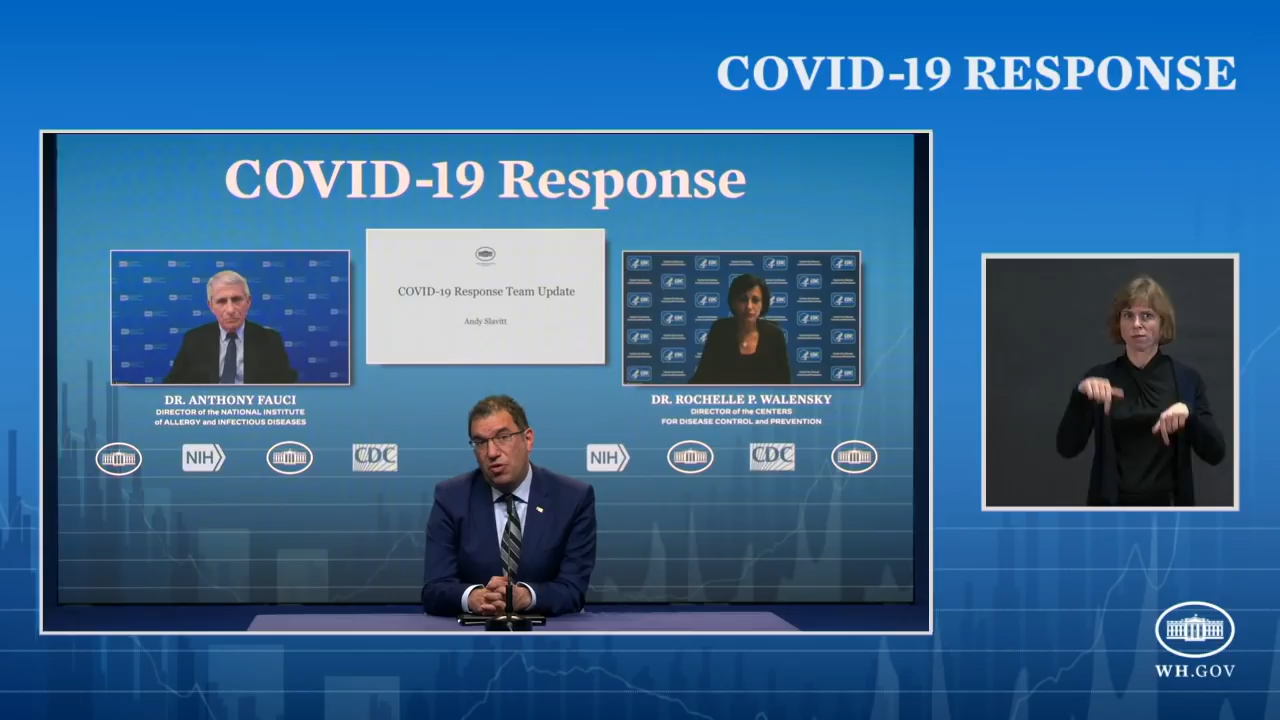 COVID-19 RESPONSE
COVID-19 Response
COVID-19 Response Team Update
Andy Slavitt
DR. ANTHONY FAUCI
DIRECTOR of the NATIONAL INSTITUTE
of ALLERGY and INFECTIOUS DISEASES
DR. ROCHELLE P. WALENSKY
DIRECTOR of the CENTERS
FOR DISEASE CONTROL and PREVENTION
NIH
CDC
NIH
CDC
WH.GOV